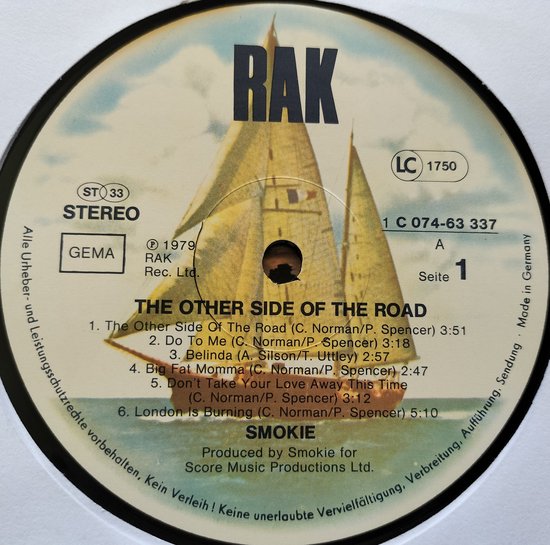 RAK
ST 33
STEREO
GEMA
℗ 1979
RAK
Rec. Ltd.
LC 1750
1 C 074-63 337
A
Seite 1
THE OTHER SIDE OF THE ROAD
1. The Other Side Of The Road (C. Norman/P. Spencer) 3:51
2. Do To Me (C. Norman/P. Spencer) 3:18
3. Belinda (A. Silson/T. Uttley) 2:57
4. Big Fat Momma (C. Norman/P. Spencer) 2:47
5. Don't Take Your Love Away This Time
(C. Norman/P. Spencer) 3:12
6. London Is Burning (C. Norman/P. Spencer) 5:10
SMOKIE
Produced by Smokie for
Score Music Productions Ltd.
Alle Urheber- und Leistungsschutzrechte vorbehalten, Kein Verleih! Keine unerlaubte Vervielfältigung, Verbreitung, Aufführung, Sendung · Made in Germany